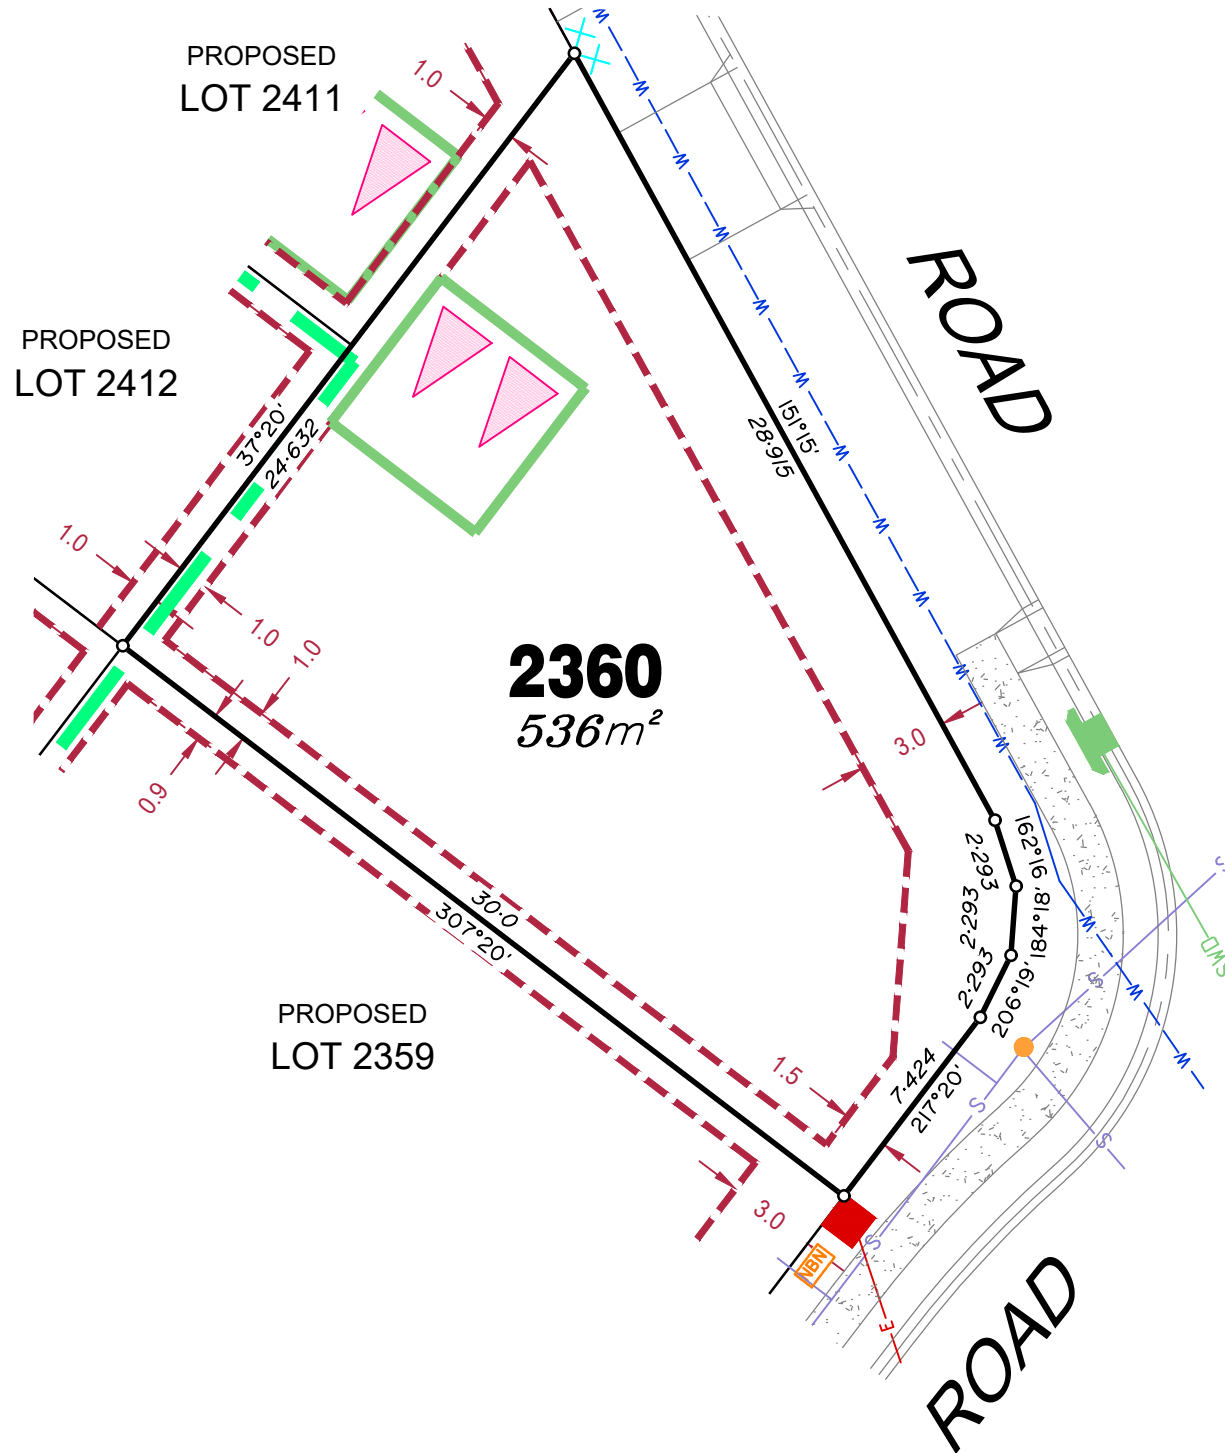 PROPOSED
LOT 2411
1.0
W
W
W
W
W
W
W
W
W
W
W
W
W
W
ROAD
PROPOSED
LOT 2412
37°20'
24·632
151°15'
28·915
1.0
1.0
1.0
0.9
2360
536m²
3.0
162°16'
2·293
184°18'
2·293
206°19'
2·293
30·0
307°20'
PROPOSED
LOT 2359
1.5
7·424
217°20'
3.0
S
S
S
S
SWD
NBN
E
ROAD